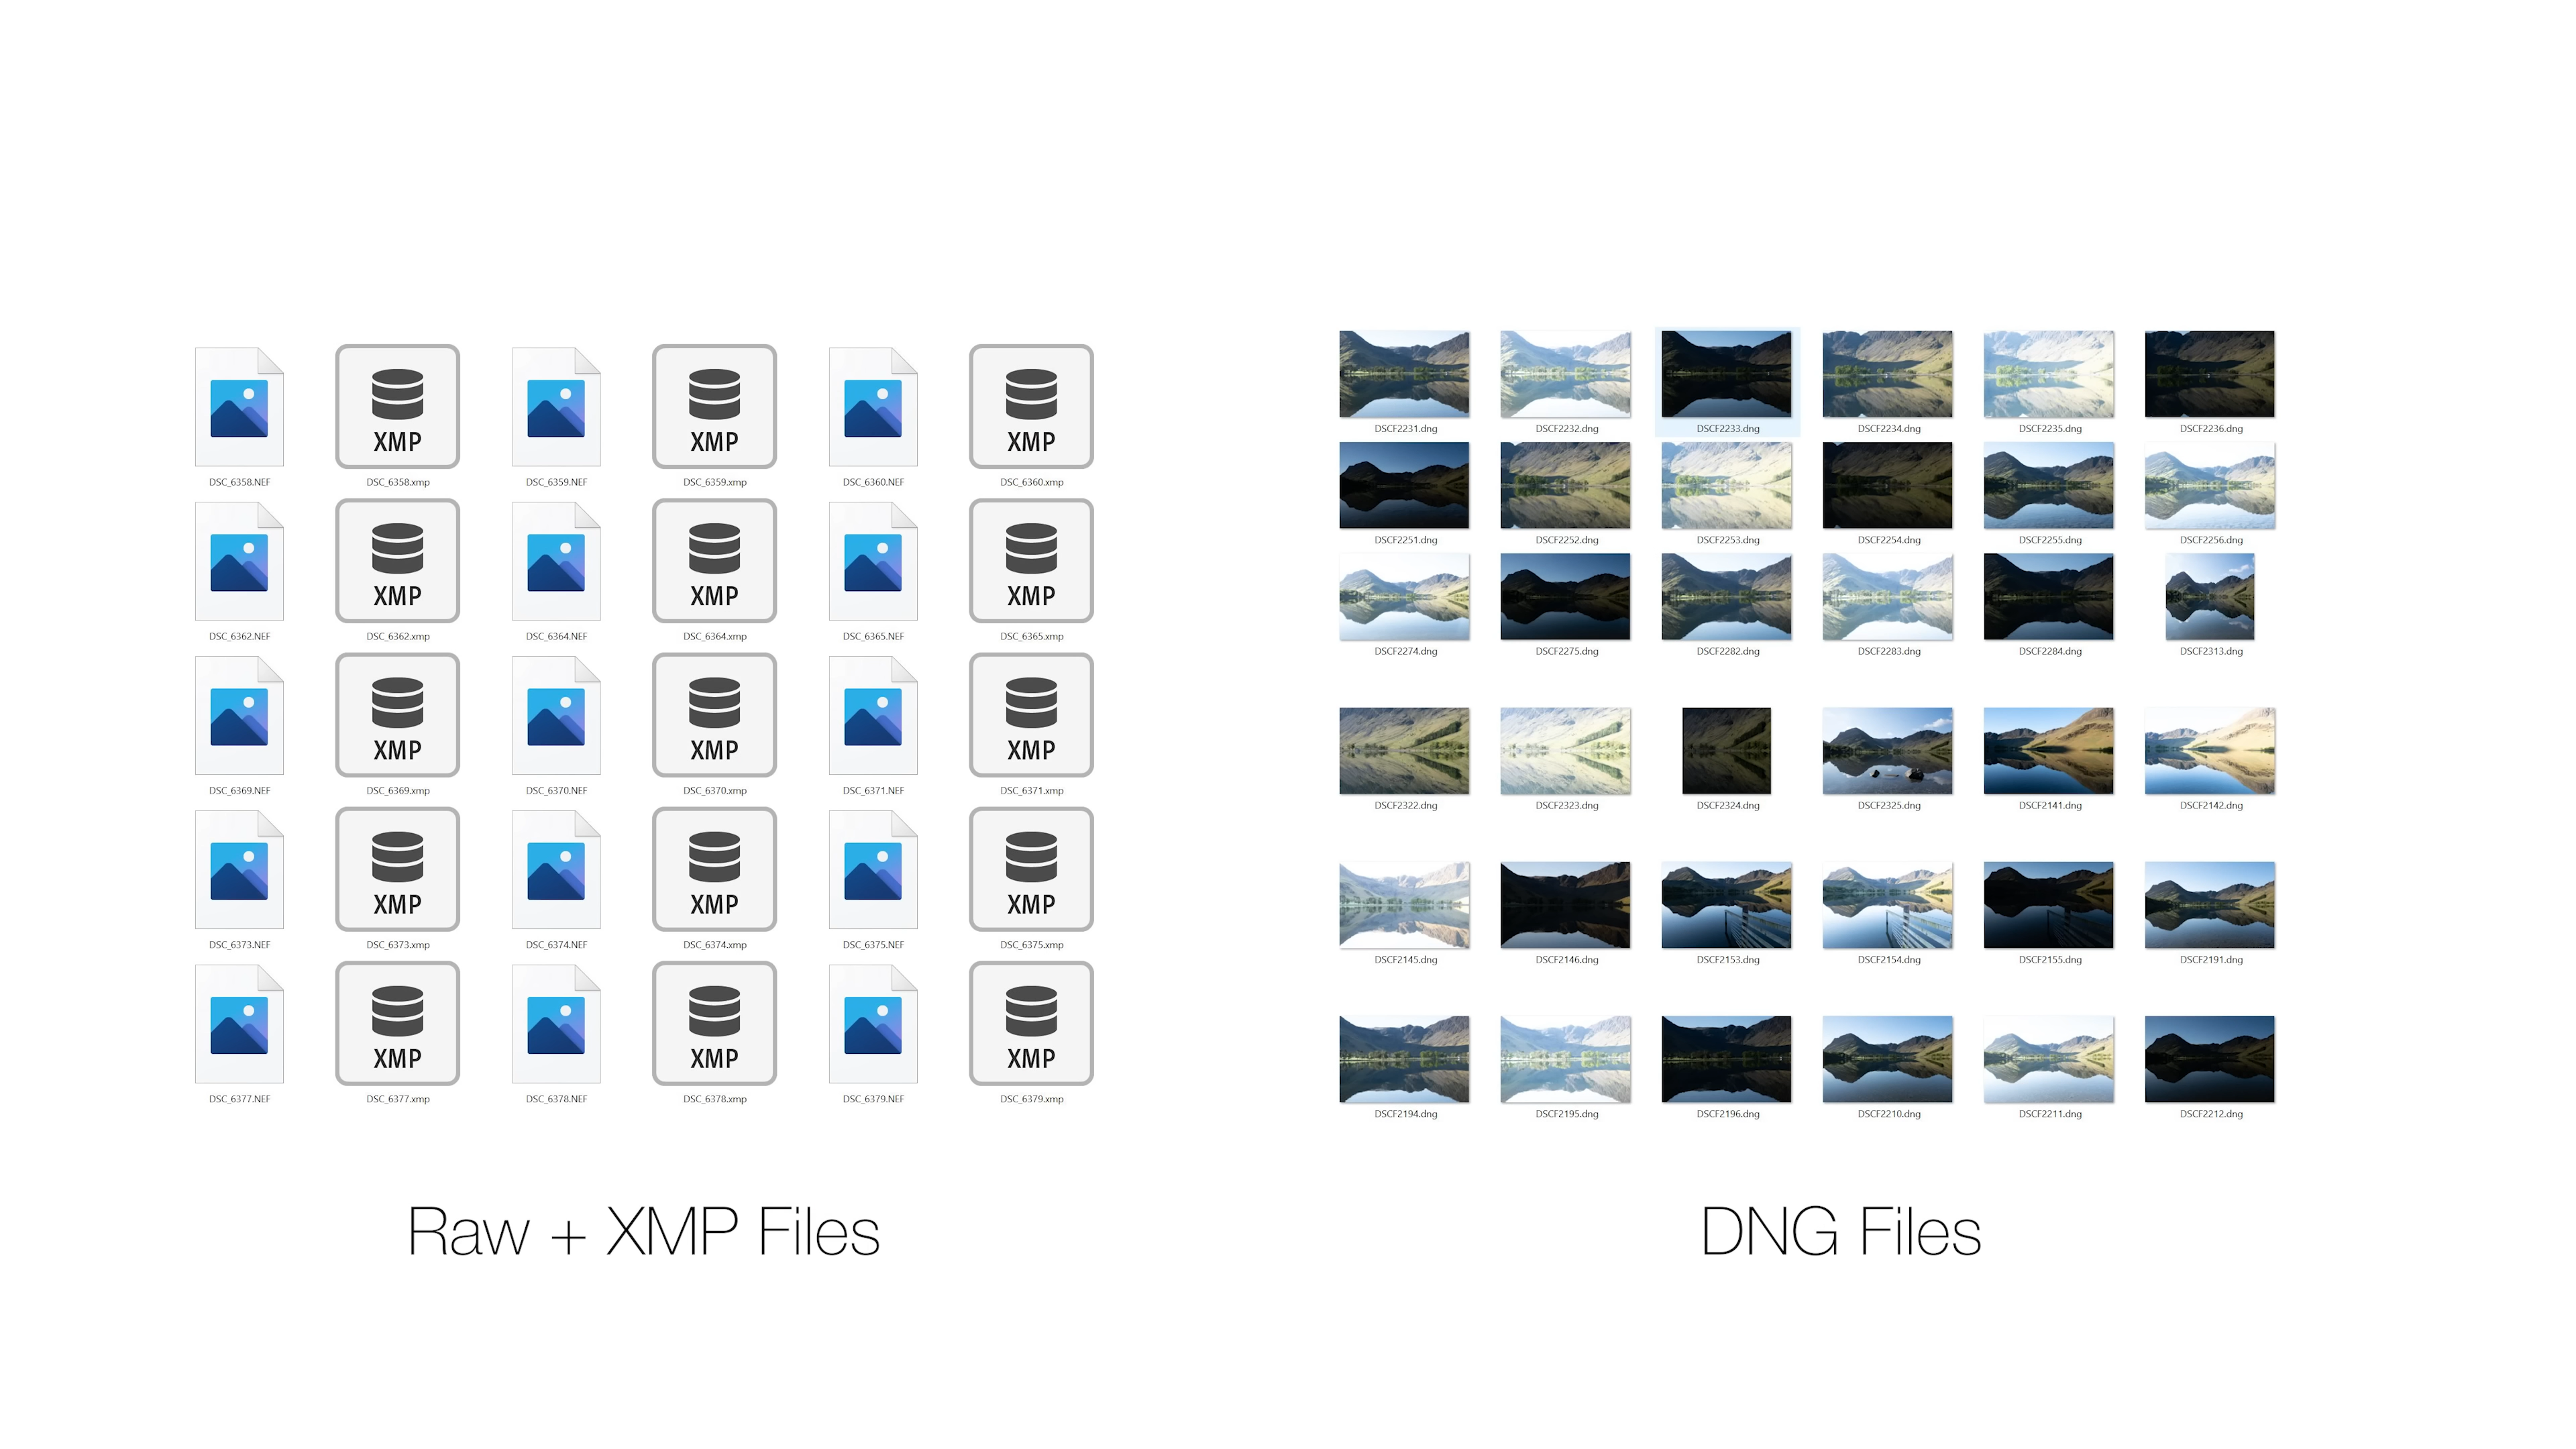 XMP XMP XMP
DSC_6358.NEF DSC_6358.xmp DSC_6359.NEF DSC_6359.xmp DSC_6360.NEF DSC_6360.xmp
XMP XMP XMP
DSC_6362.NEF DSC_6362.xmp DSC_6364.NEF DSC_6364.xmp DSC_6365.NEF DSC_6365.xmp
XMP XMP XMP
DSC_6369.NEF DSC_6369.xmp DSC_6370.NEF DSC_6370.xmp DSC_6371.NEF DSC_6371.xmp
XMP XMP XMP
DSC_6373.NEF DSC_6373.xmp DSC_6374.NEF DSC_6374.xmp DSC_6375.NEF DSC_6375.xmp
XMP XMP XMP
DSC_6377.NEF DSC_6377.xmp DSC_6378.NEF DSC_6378.xmp DSC_6379.NEF DSC_6379.xmp
Raw + XMP Files
DSCF2231.dng DSCF2232.dng DSCF2233.dng DSCF2234.dng DSCF2235.dng DSCF2236.dng
DSCF2251.dng DSCF2252.dng DSCF2253.dng DSCF2254.dng DSCF2255.dng DSCF2256.dng
DSCF2274.dng DSCF2275.dng DSCF2282.dng DSCF2283.dng DSCF2284.dng DSCF2313.dng
DSCF2322.dng DSCF2323.dng DSCF2324.dng DSCF2325.dng DSCF2141.dng DSCF2142.dng
DSCF2145.dng DSCF2146.dng DSCF2153.dng DSCF2154.dng DSCF2155.dng DSCF2191.dng
DSCF2194.dng DSCF2195.dng DSCF2196.dng DSCF2210.dng DSCF2211.dng DSCF2212.dng
DNG Files